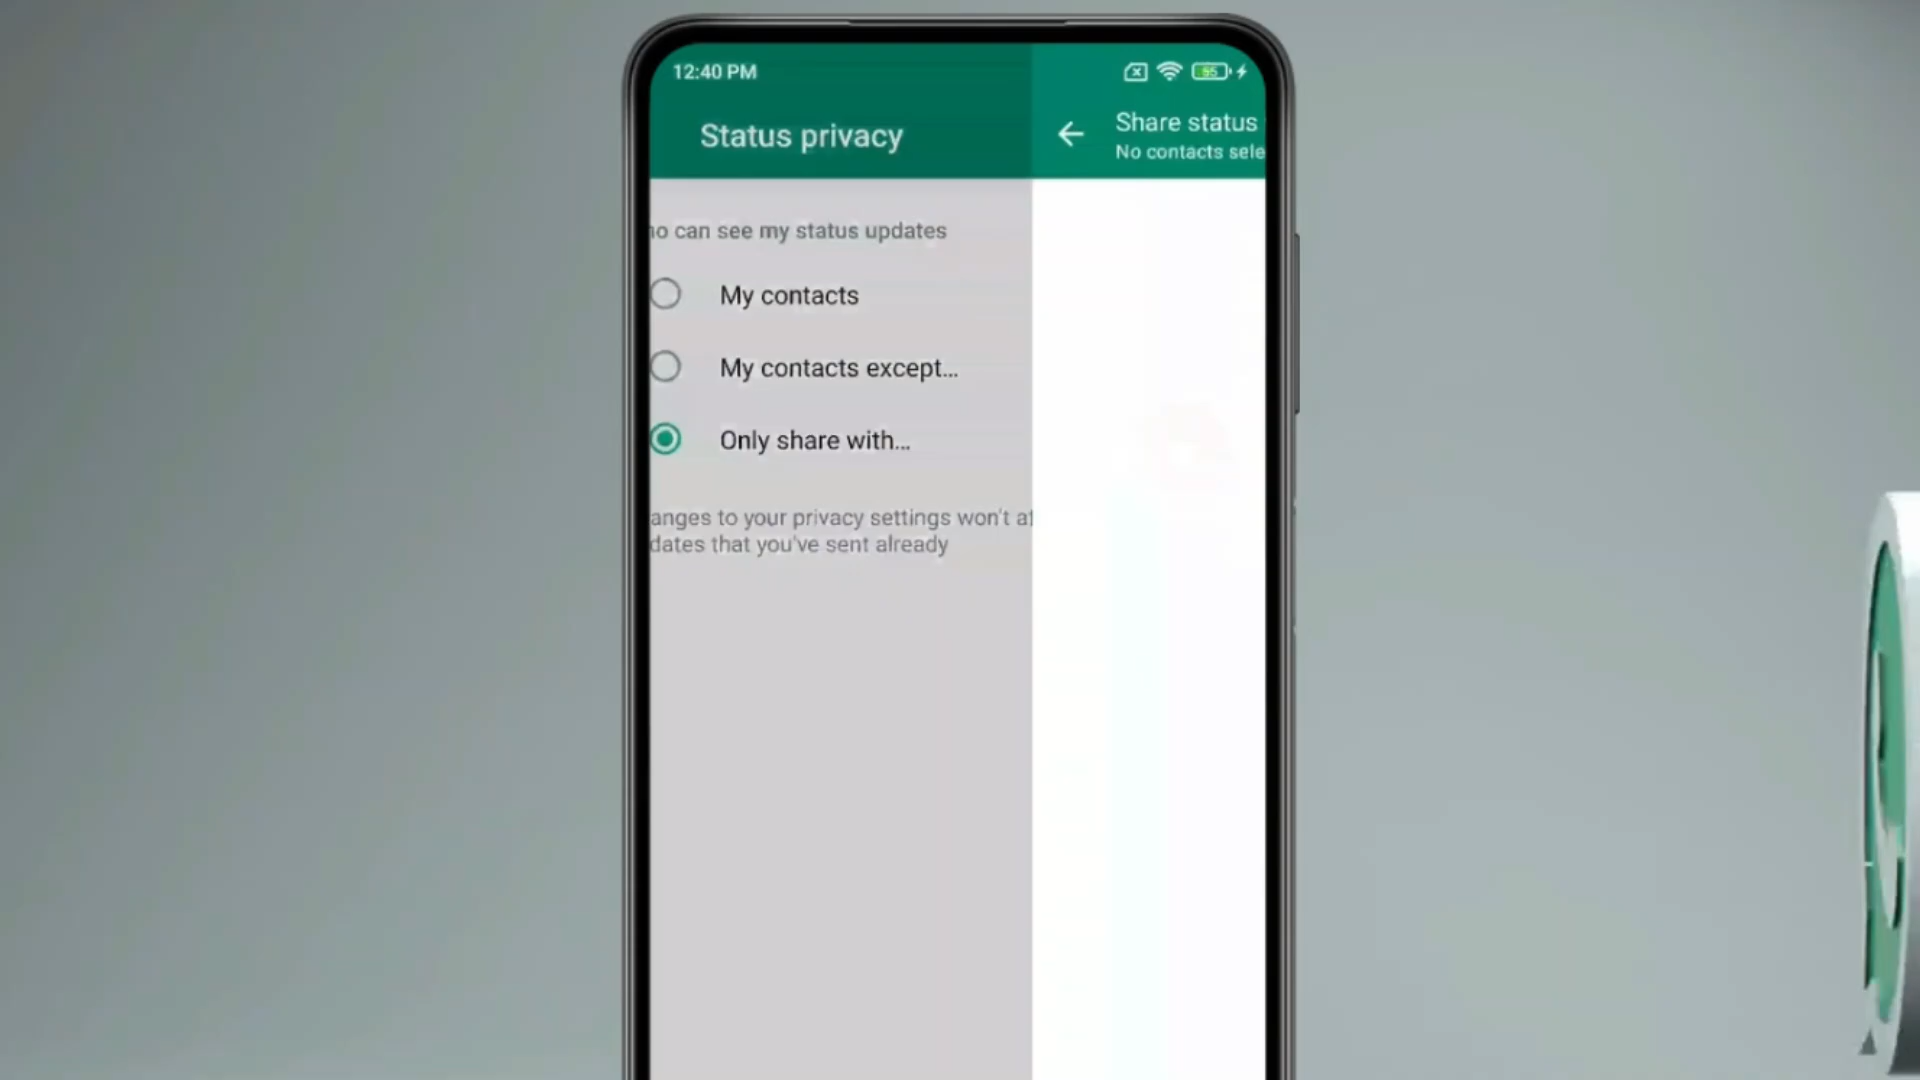 12:40 PM
Status privacy
Share status
No contacts sele
can see my status updates
My contacts
My contacts except...
Only share with...
anges to your privacy settings won't
dates that you've sent already